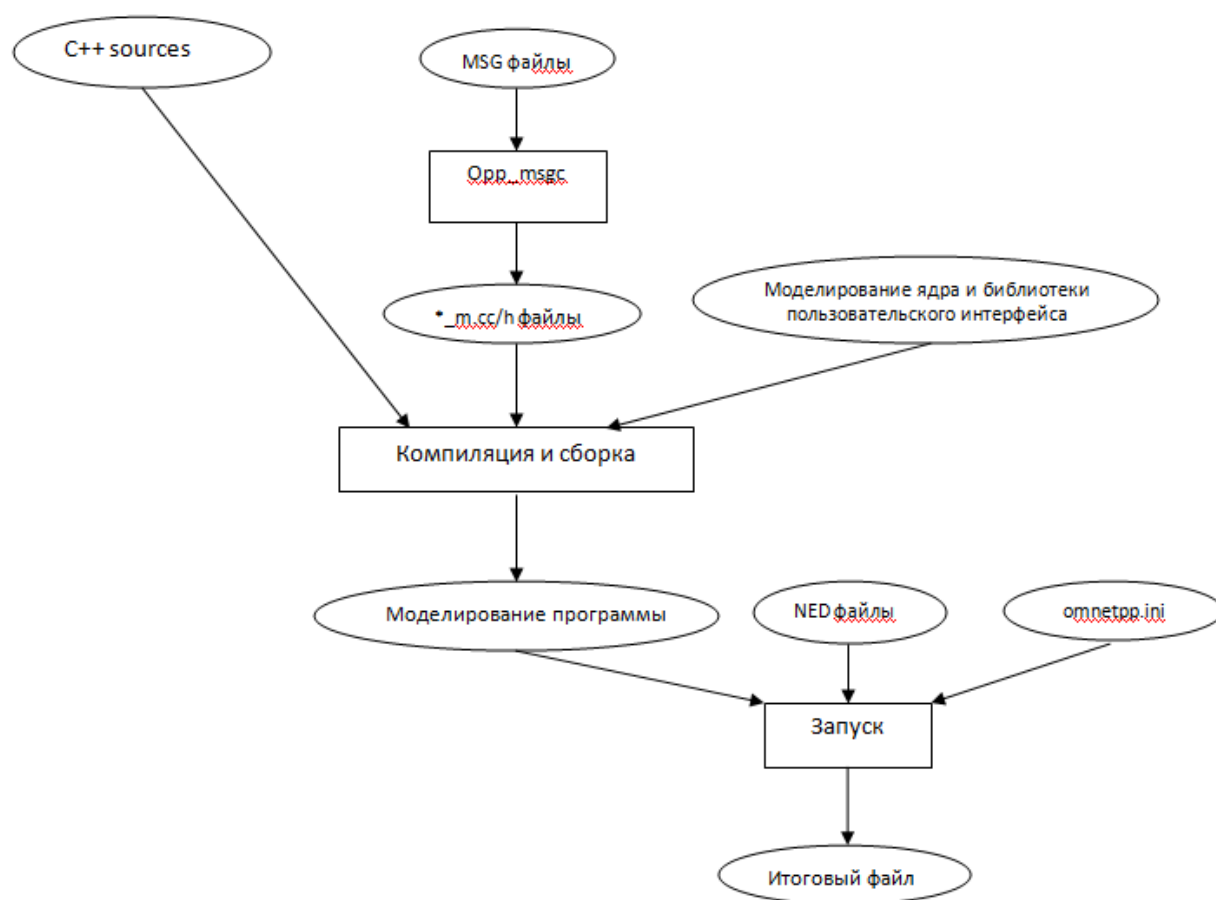 C++ sources
MSG файлы
Opp_msgc
*_m.cc/h файлы
Моделирование ядра и библиотеки
пользовательского интерфейса
Компиляция и сборка
Моделирование программы
NED файлы
omnetpp.ini
Запуск
Итоговый файл